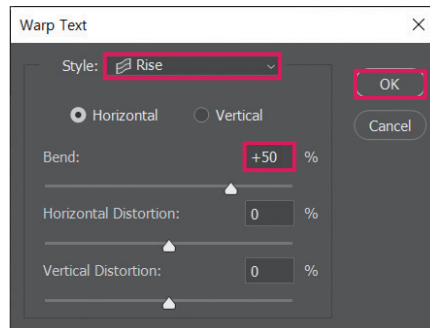 Warp Text
Style: Rise
OK
Horizontal Vertical
Cancel
Bend: +50 %
Horizontal Distortion: 0 %
Vertical Distortion: 0 %